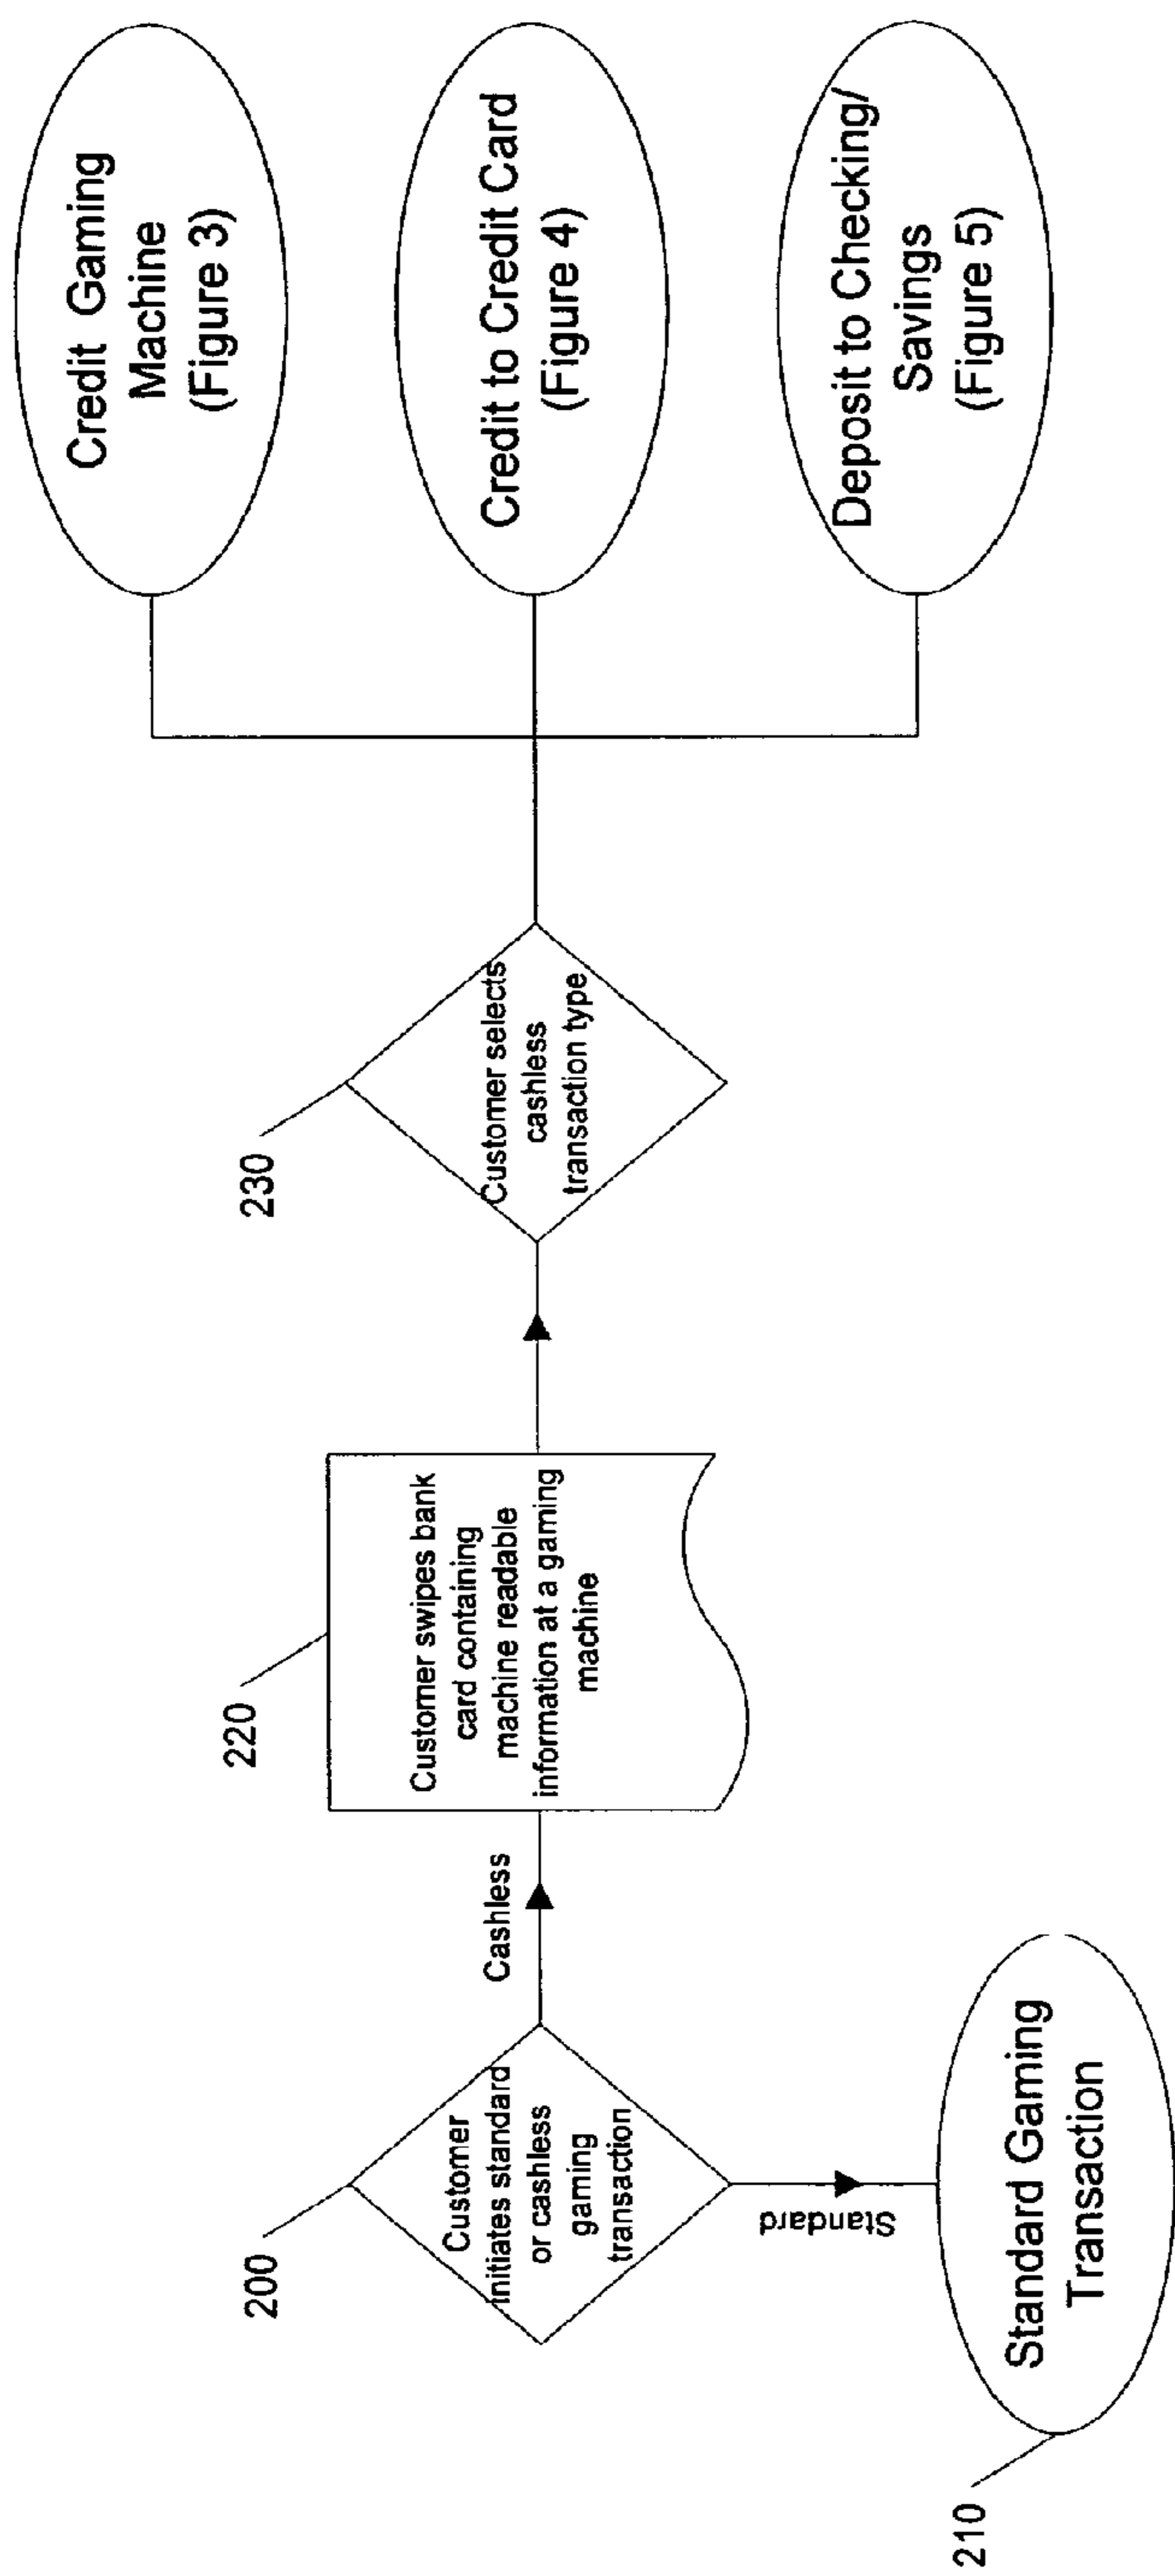 200
Customer
initiates standard
or cashless
gaming
transaction
Cashless
Standard
210
Standard Gaming
Transaction
220
Customer swipes bank
card containing
machine readable
information at a gaming
machine
230
Customer selects
cashless
transaction type
Credit Gaming
Machine
(Figure 3)
Credit to Credit Card
(Figure 4)
Deposit to Checking/
Savings
(Figure 5)